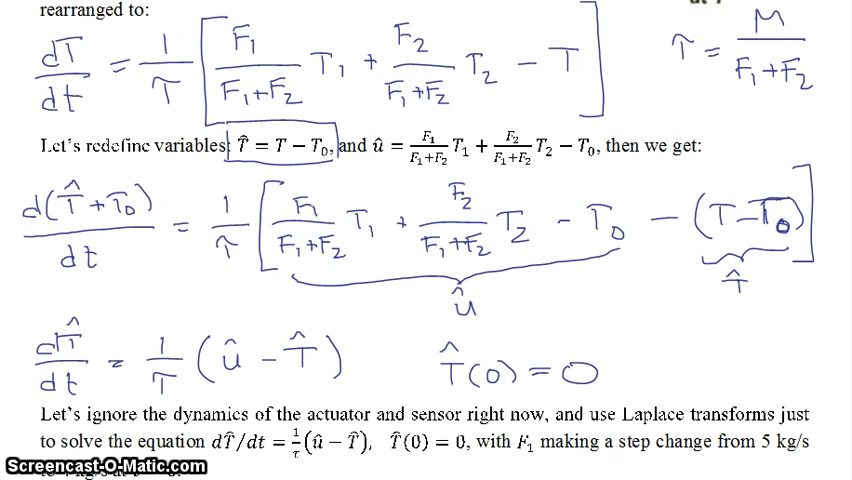 rearranged to:
dT/dt = 1/τ [ F₁/(F₁+F₂) T₁ + F₂/(F₁+F₂) T₂ − T ]
τ = M/(F₁+F₂)
Let's redefine variables: T̂ = T − T₀, and û = F₁/(F₁+F₂) T₁ + F₂/(F₁+F₂) T₂ − T₀, then we get:
d(T̂+T₀)/dt = 1/τ [ F₁/(F₁+F₂) T₁ + F₂/(F₁+F₂) T₂ − T₀ − (T−T₀) ]
û T̂
dT̂/dt = 1/τ (û − T̂) T̂(0) = 0
Let's ignore the dynamics of the actuator and sensor right now, and use Laplace transforms just
to solve the equation dT̂/dt = 1/τ (û − T̂), T̂(0) = 0, with F₁ making a step change from 5 kg/s
Screencast-O-Matic.com